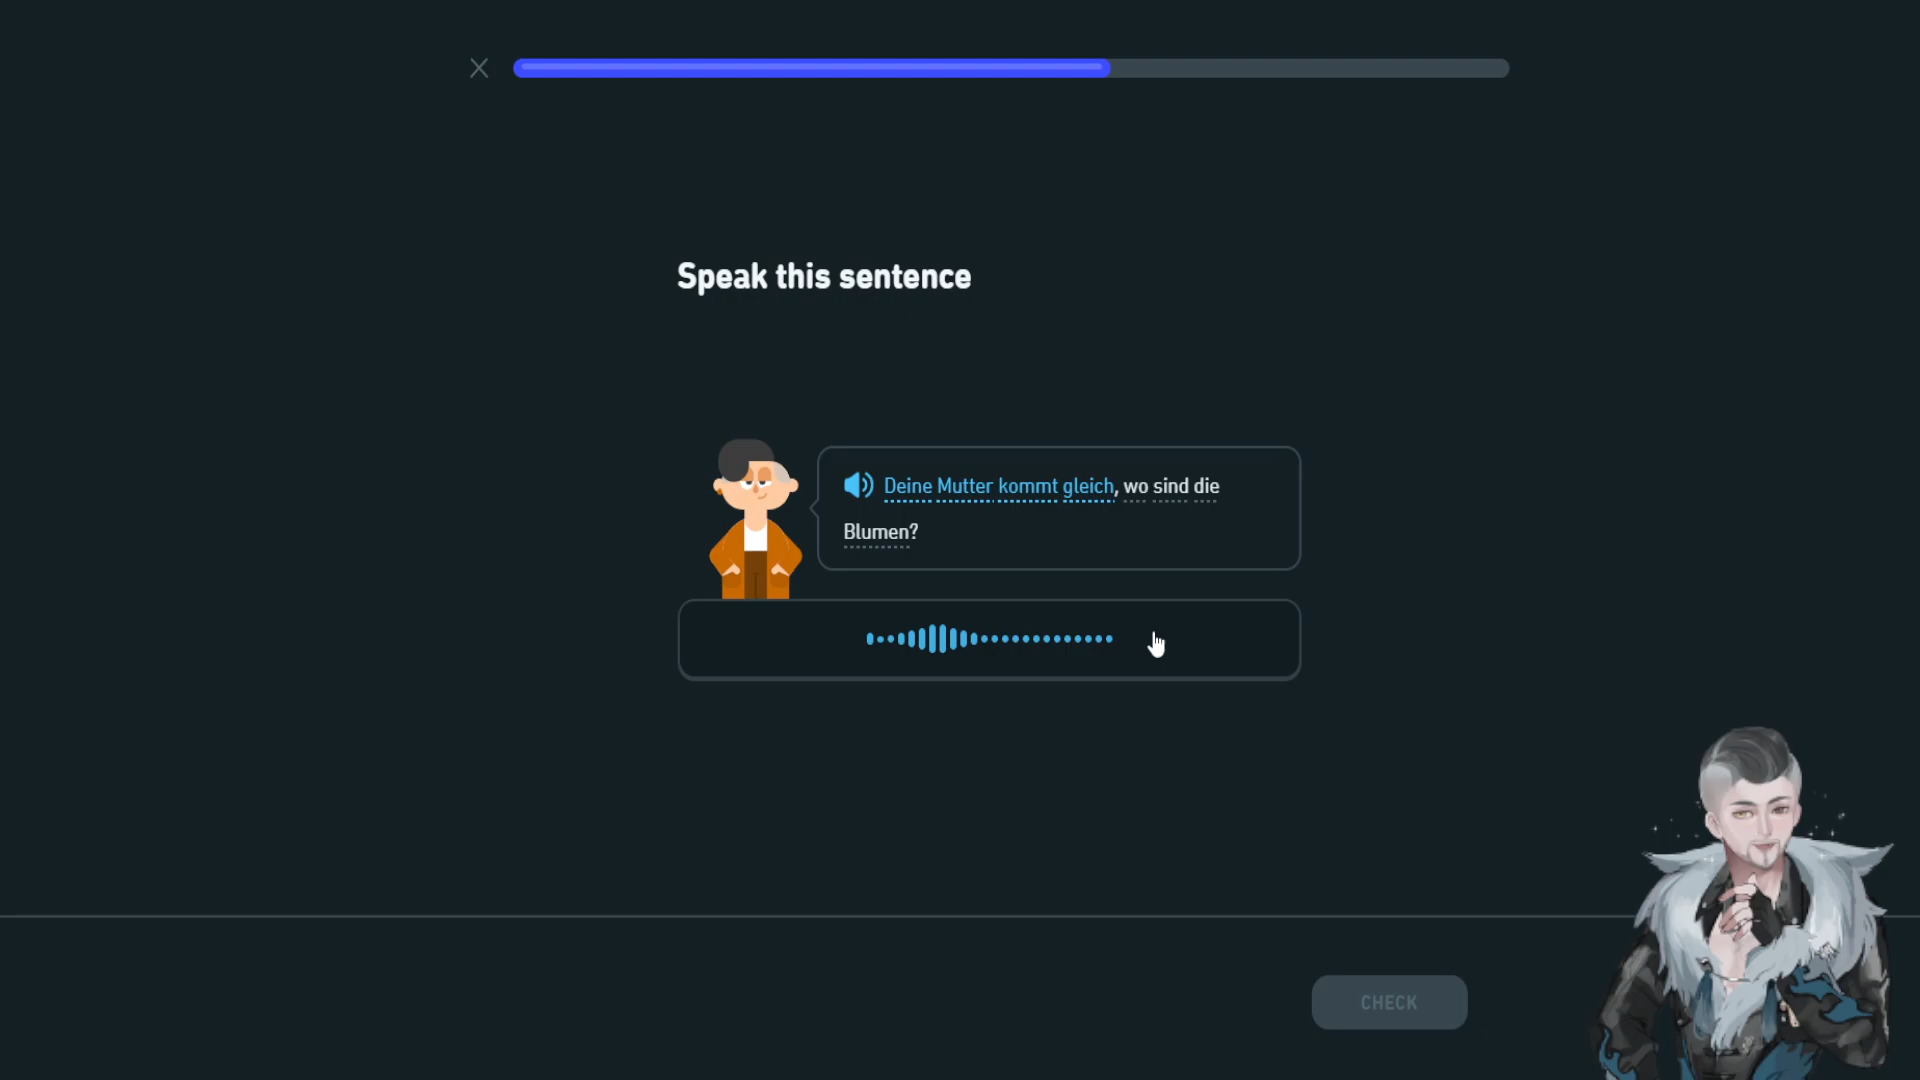 Speak this sentence
Deine Mutter kommt gleich, wo sind die
Blumen?
CHECK